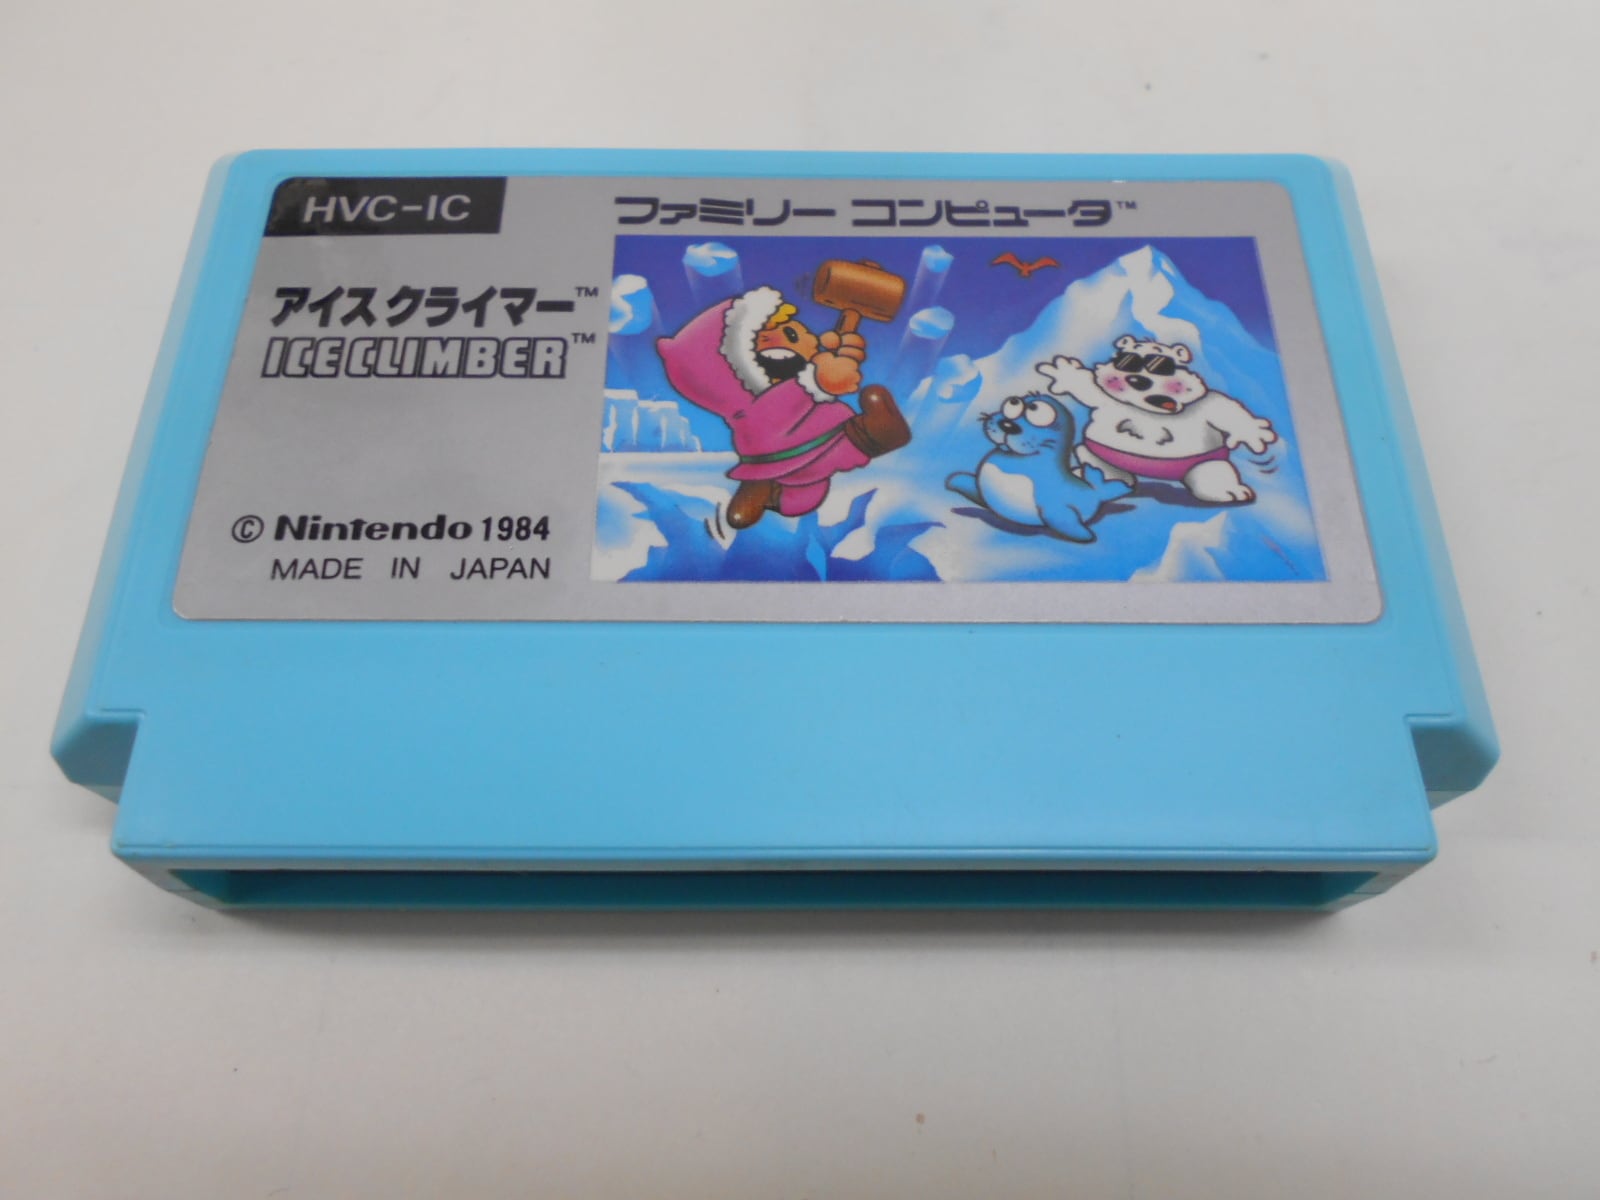 HVC-IC
ファミリー コンピュータ™
アイスクライマー™
ICE CLIMBER™
© Nintendo 1984
MADE IN JAPAN